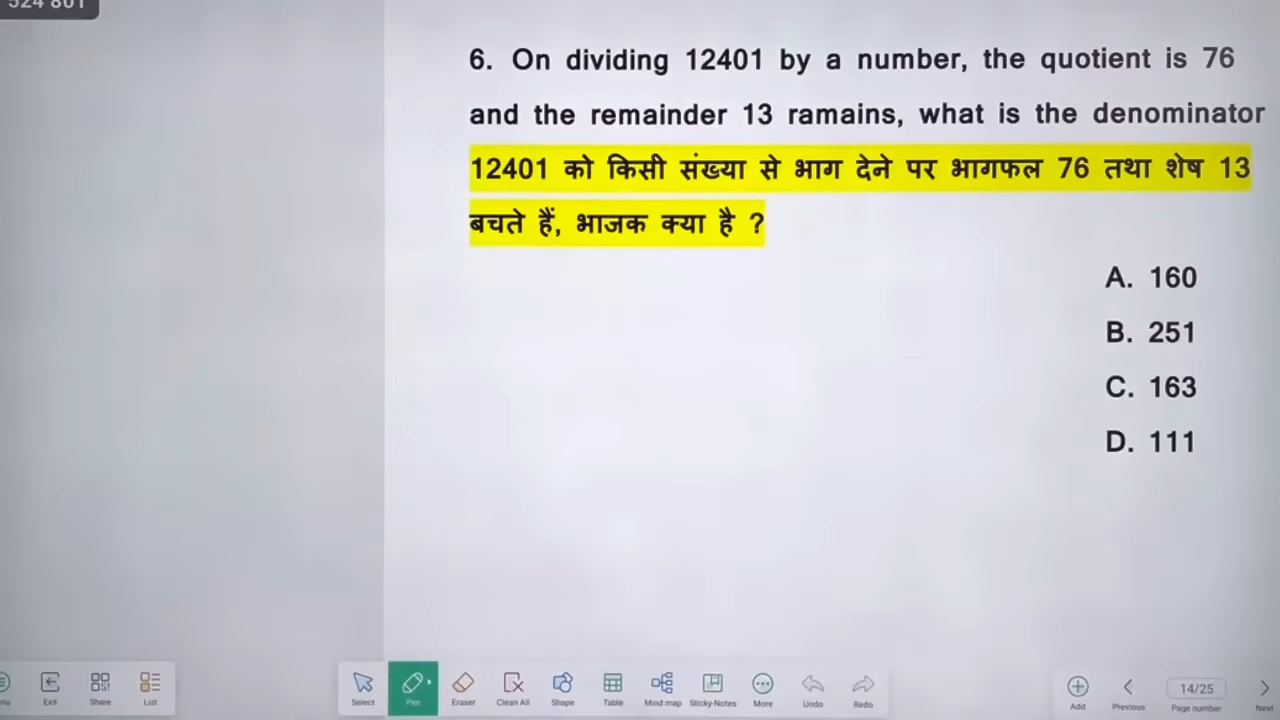 524 801
6. On dividing 12401 by a number, the quotient is 76
and the remainder 13 ramains, what is the denominator
12401 को किसी संख्या से भाग देने पर भागफल 76 तथा शेष 13
बचते हैं, भाजक क्या है ?
A. 160
B. 251
C. 163
D. 111
Exit Share List Select Pen Eraser Clean All Shape Table Mind map Sticky-Notes More Undo Redo Add Previous 14/25 Page number Next